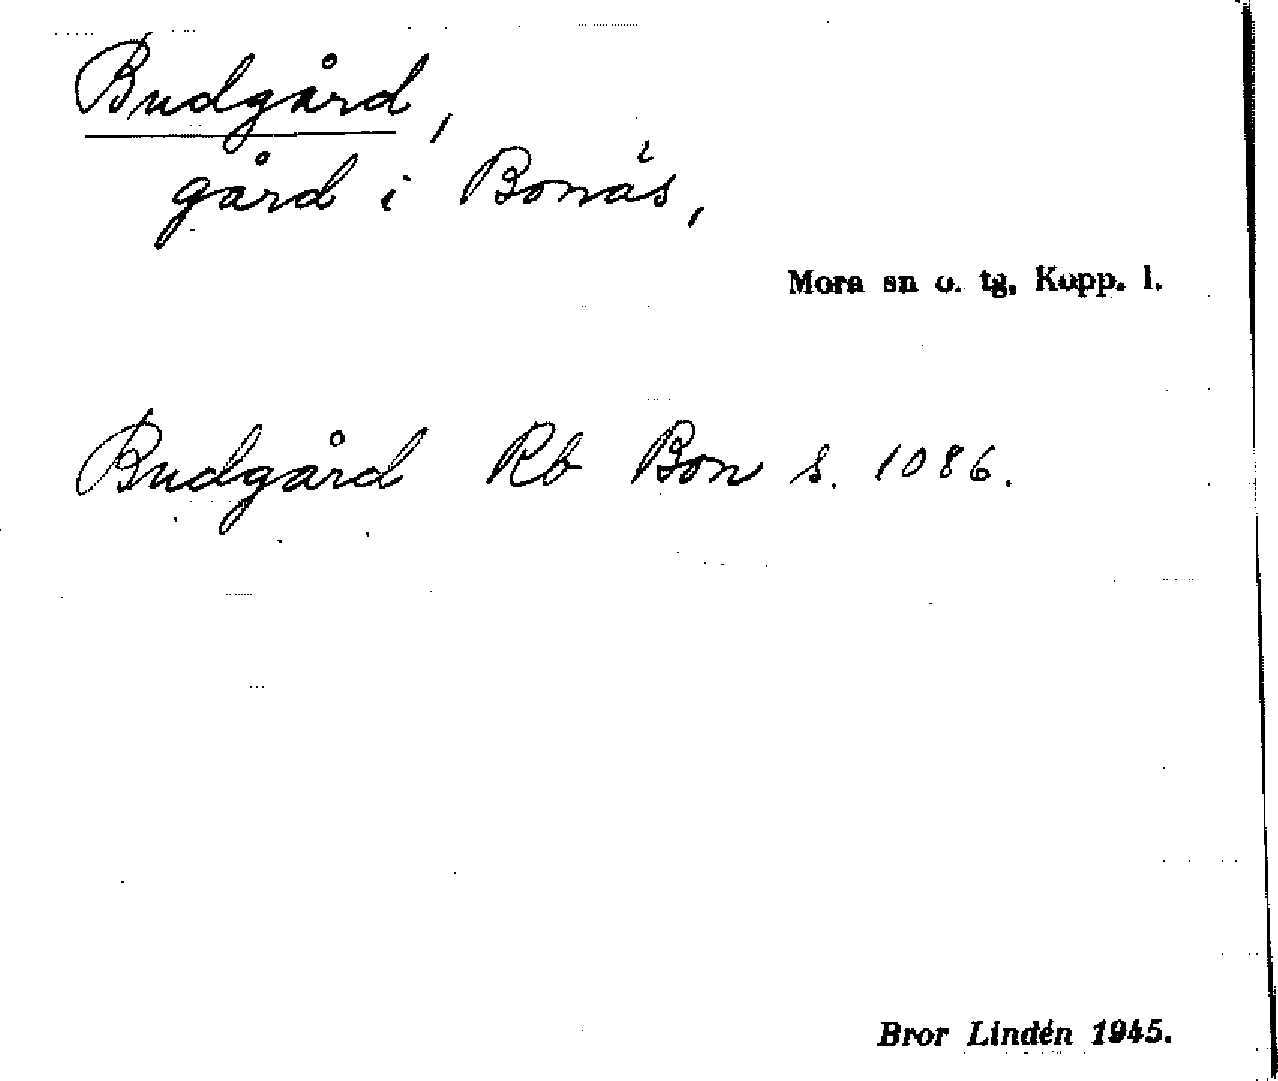 Budgård,
gård i Bonäs,
Mora sn o. tg, Kopp. l.
Budgård Rb Bon s. 1086.
Bror Lindén 1945.